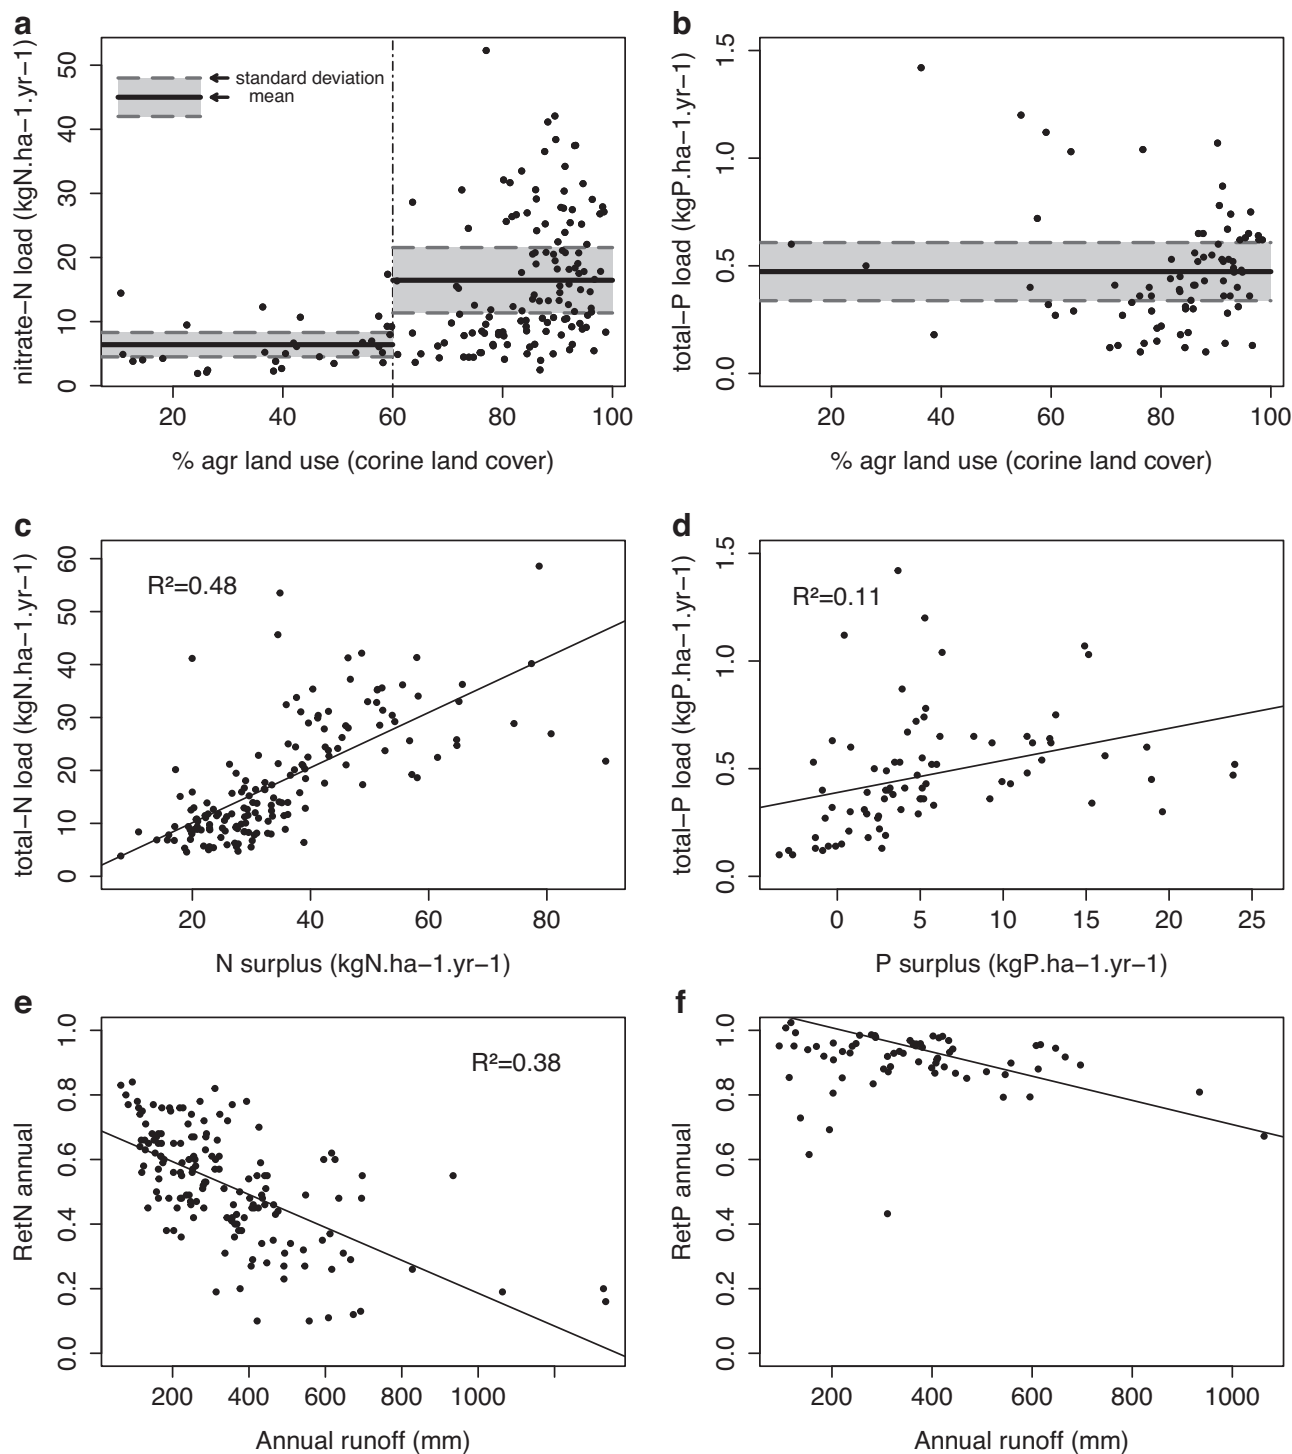 a
nitrate−N load (kgN.ha−1.yr−1)
0 10 20 30 40 50
standard deviation
mean
20 40 60 80 100
% agr land use (corine land cover)
b
total−P load (kgP.ha−1.yr−1)
0.0 0.5 1.0 1.5
20 40 60 80 100
% agr land use (corine land cover)
c
total−N load (kgN.ha−1.yr−1)
0 10 20 30 40 50 60
R²=0.48
20 40 60 80
N surplus (kgN.ha−1.yr−1)
d
total−P load (kgP.ha−1.yr−1)
0.0 0.5 1.0 1.5
R²=0.11
0 5 10 15 20 25
P surplus (kgP.ha−1.yr−1)
e
RetN annual
0.0 0.2 0.4 0.6 0.8 1.0
R²=0.38
200 400 600 800 1000
Annual runoff (mm)
f
RetP annual
0.0 0.2 0.4 0.6 0.8 1.0
200 400 600 800 1000
Annual runoff (mm)